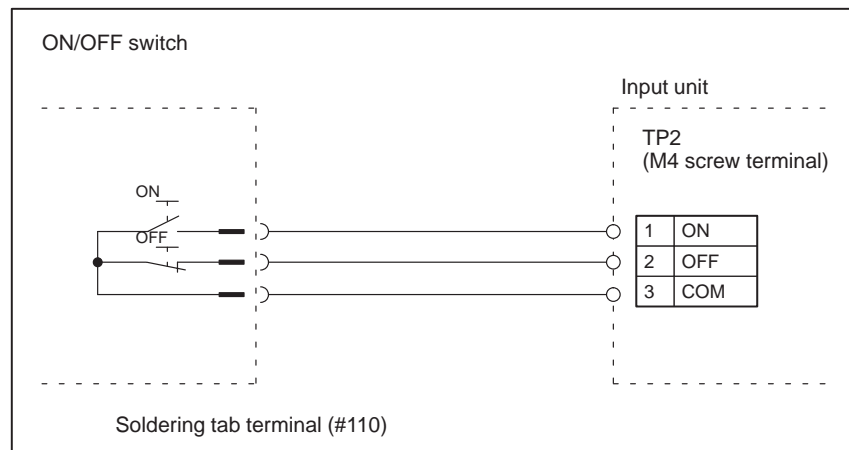 ON/OFF switch
Input unit
TP2
(M4 screw terminal)
ON
OFF
1 ON
2 OFF
3 COM
Soldering tab terminal (#110)